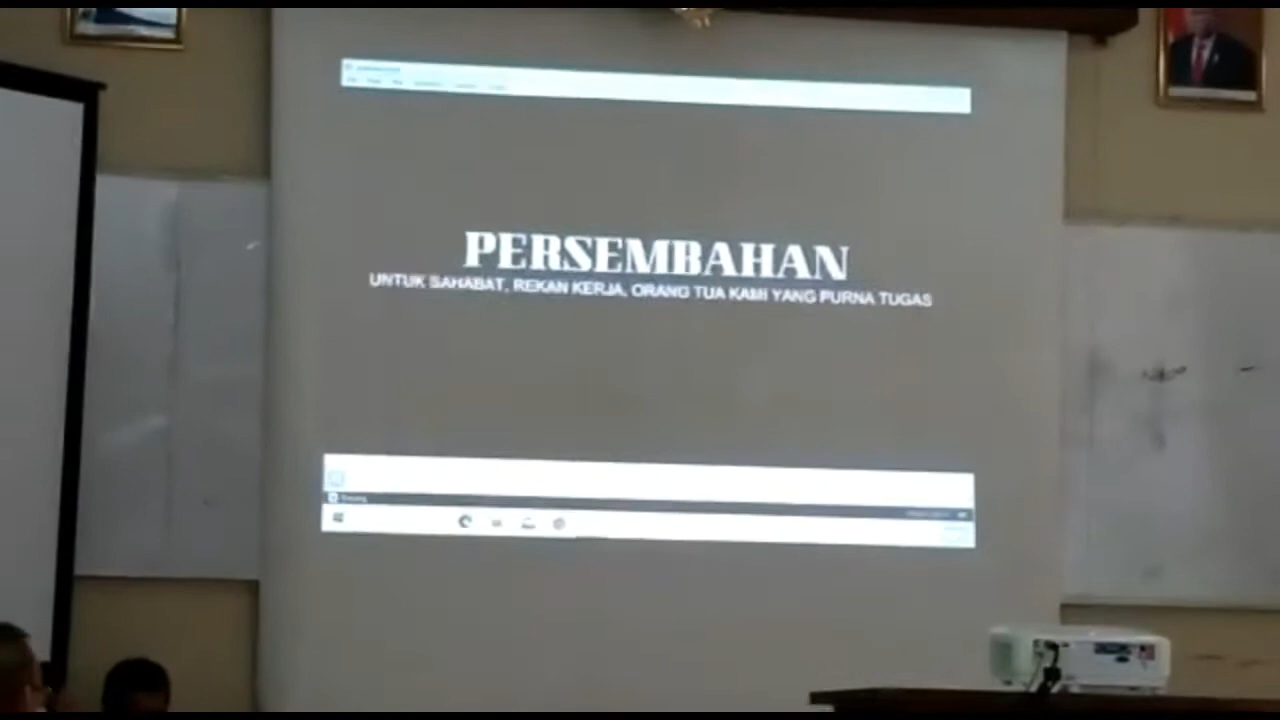 PERSEMBAHAN
UNTUK SAHABAT, REKAN KERJA, ORANG TUA KAMI YANG PURNA TUGAS